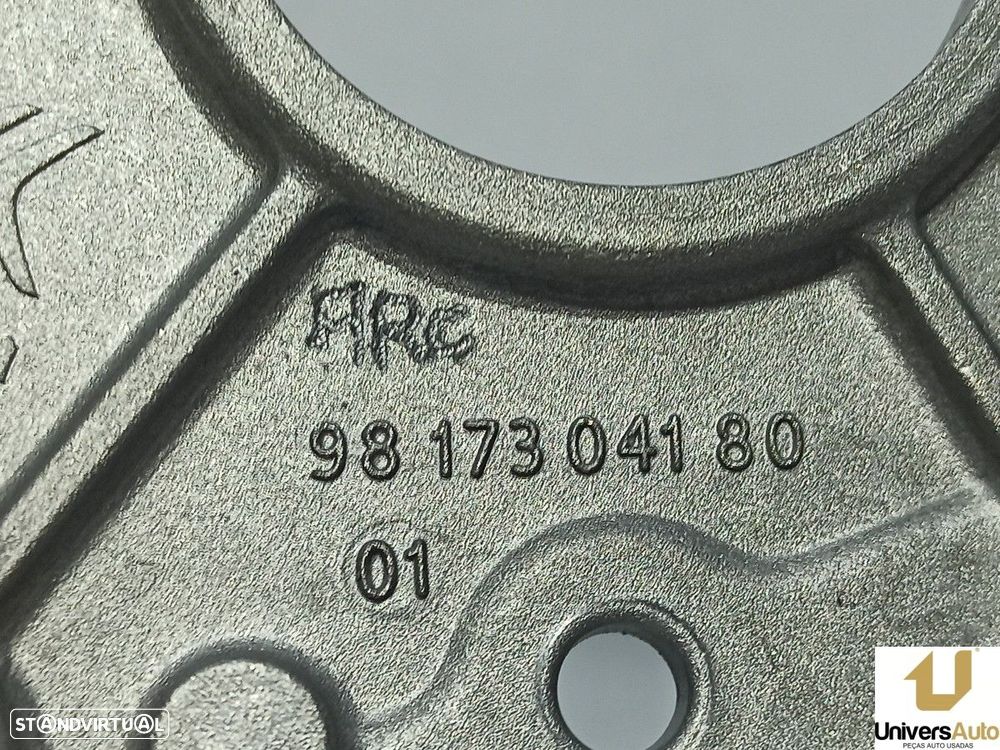 ARC
98 173 041 80
01
STANDVIRTUAL
UniversAuto
PEÇAS AUTO USADAS